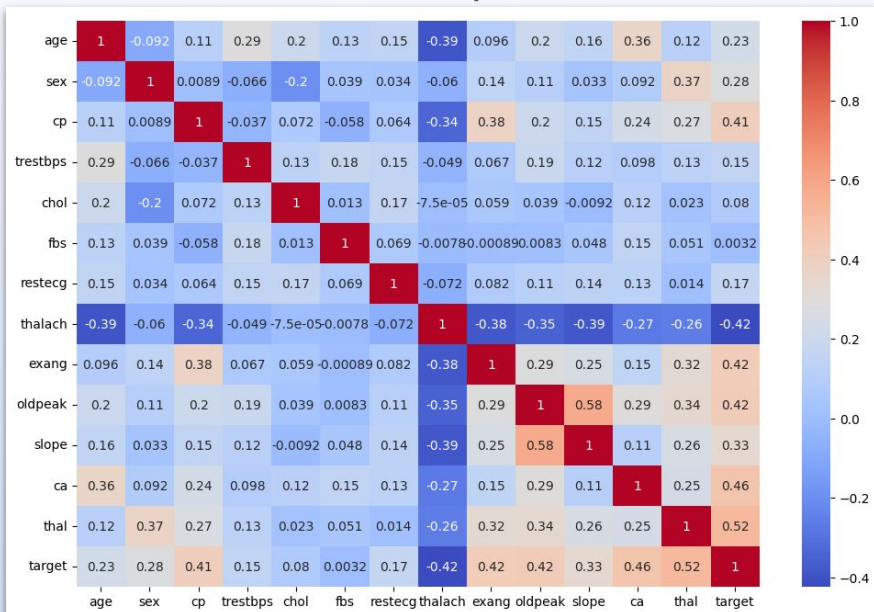 age 1 -0.092 0.11 0.29 0.2 0.13 0.15 -0.39 0.096 0.2 0.16 0.36 0.12 0.23
sex -0.092 1 0.0089 -0.066 -0.2 0.039 0.034 -0.06 0.14 0.11 0.033 0.092 0.37 0.28
cp 0.11 0.0089 1 -0.037 0.072 -0.058 0.064 -0.34 0.38 0.2 0.15 0.24 0.27 0.41
trestbps 0.29 -0.066 -0.037 1 0.13 0.18 0.15 -0.049 0.067 0.19 0.12 0.098 0.13 0.15
chol 0.2 -0.2 0.072 0.13 1 0.013 0.17 -7.5e-05 0.059 0.039 -0.0092 0.12 0.023 0.08
fbs 0.13 0.039 -0.058 0.18 0.013 1 0.069 -0.0078 -0.00089 0.0083 0.048 0.15 0.051 0.0032
restecg 0.15 0.034 0.064 0.15 0.17 0.069 1 -0.072 0.082 0.11 0.14 0.13 0.014 0.17
thalach -0.39 -0.06 -0.34 -0.049 -7.5e-05 -0.0078 -0.072 1 -0.38 -0.35 -0.39 -0.27 -0.26 -0.42
exang 0.096 0.14 0.38 0.067 0.059 -0.00089 0.082 -0.38 1 0.29 0.25 0.15 0.32 0.42
oldpeak 0.2 0.11 0.2 0.19 0.039 0.0083 0.11 -0.35 0.29 1 0.58 0.29 0.34 0.42
slope 0.16 0.033 0.15 0.12 -0.0092 0.048 0.14 -0.39 0.25 0.58 1 0.11 0.26 0.33
ca 0.36 0.092 0.24 0.098 0.12 0.15 0.13 -0.27 0.15 0.29 0.11 1 0.25 0.46
thal 0.12 0.37 0.27 0.13 0.023 0.051 0.014 -0.26 0.32 0.34 0.26 0.25 1 0.52
target 0.23 0.28 0.41 0.15 0.08 0.0032 0.17 -0.42 0.42 0.42 0.33 0.46 0.52 1
age sex cp trestbps chol fbs restecg thalach exang oldpeak slope ca thal target
1.0
0.8
0.6
0.4
0.2
0.0
-0.2
-0.4